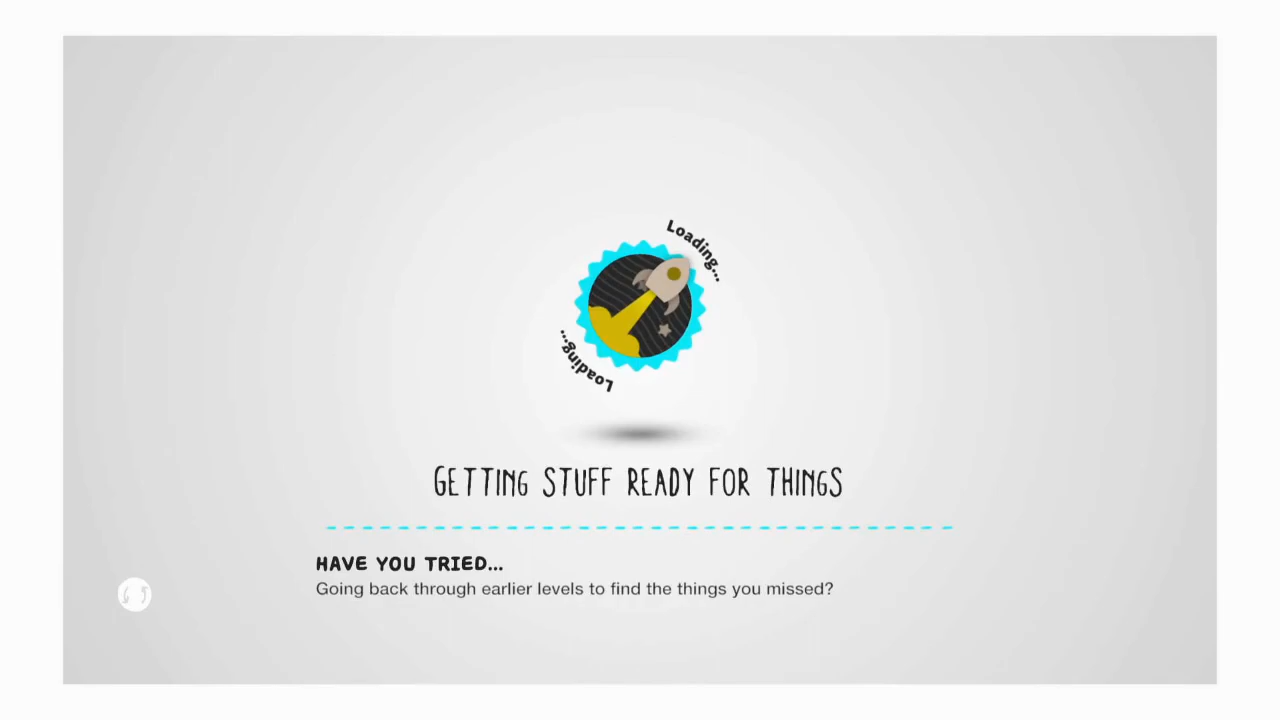 Loading...
Loading...
GETTING STUFF READY FOR THINGS
HAVE YOU TRIED...
Going back through earlier levels to find the things you missed?